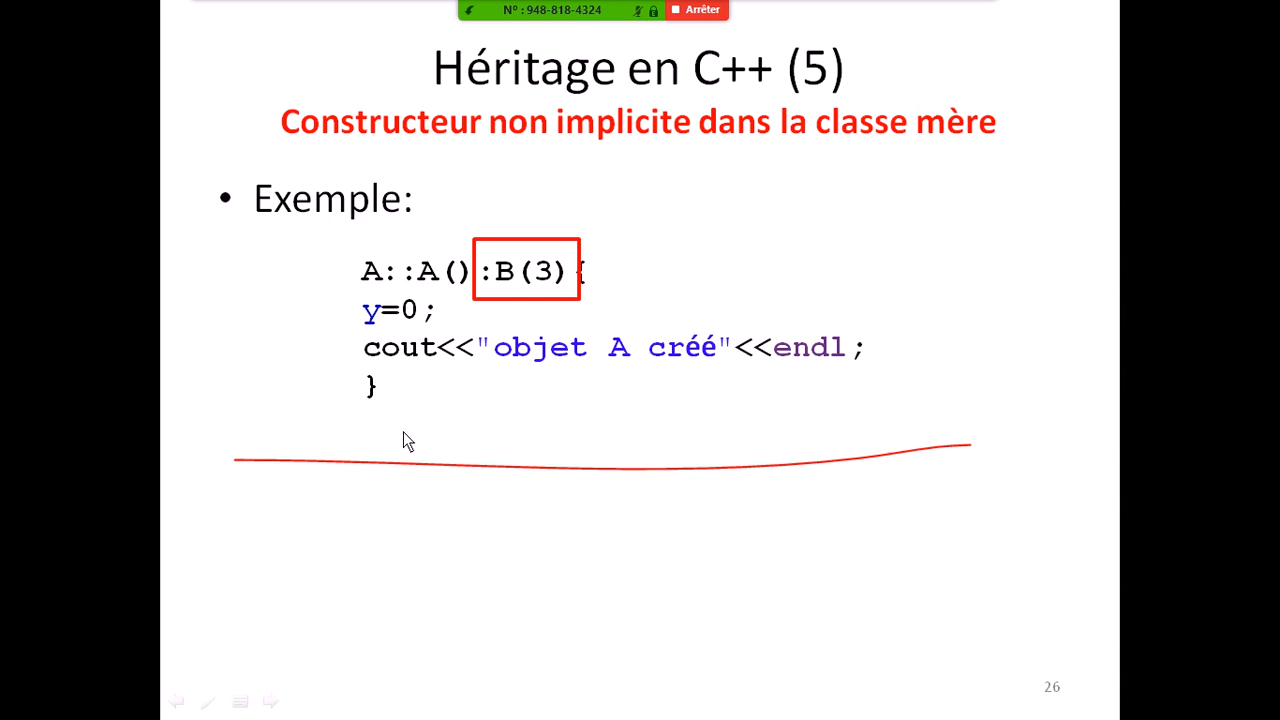 N° : 948-818-4324 Arrêter
Héritage en C++ (5)
Constructeur non implicite dans la classe mère
• Exemple:
A::A():B(3){
y=0;
cout<<"objet A créé"<<endl;
}
26